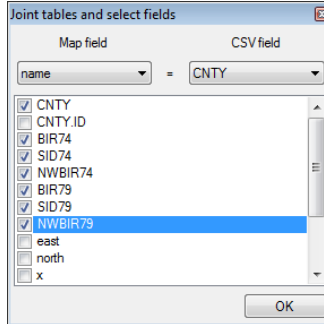 Joint tables and select fields
Map field CSV field
name = CNTY
CNTY
CNTY.ID
BIR74
SID74
NWBIR74
BIR79
SID79
NWBIR79
east
north
x
OK